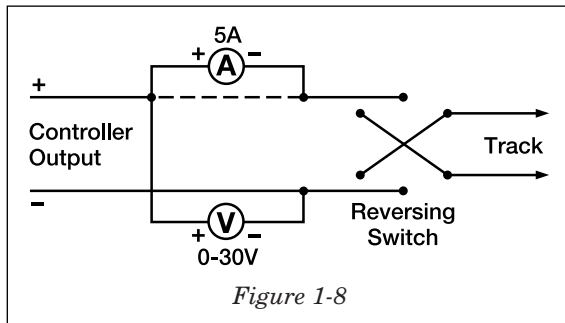 5A
+ A −
+
Controller
Output
Track
−
Reversing
Switch
+ V −
0-30V
Figure 1-8